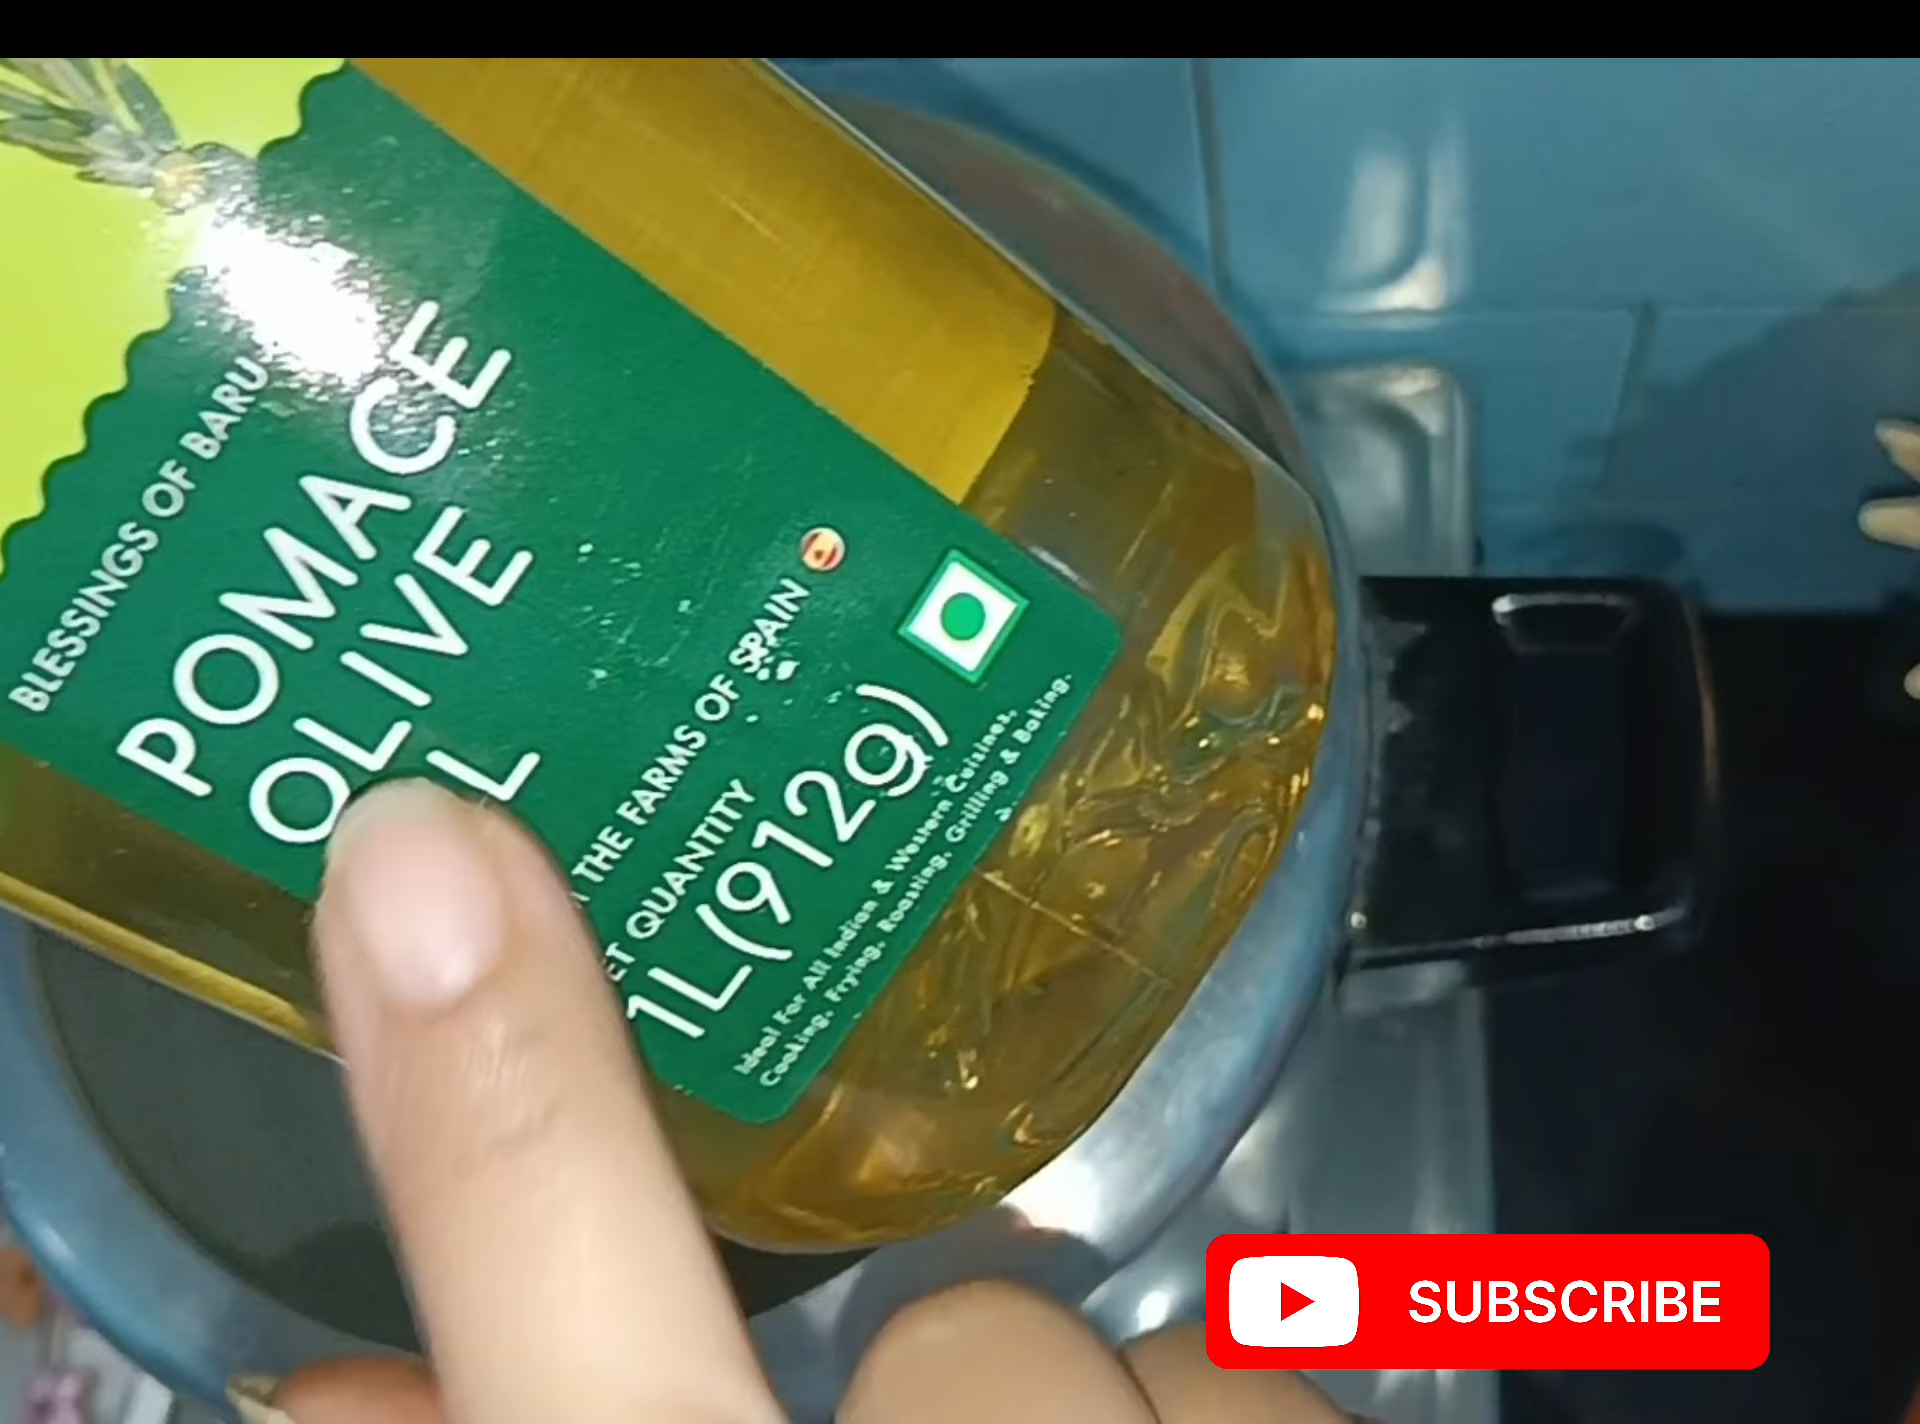 BLESSINGS OF BARU
POMACE
OLIVE
L
THE FARMS OF SPAIN
ET QUANTITY
1L(912g)
Ideal For All Indian & Western Cuisines,
Cooking, Frying, Roasting, Grilling & Baking.
SUBSCRIBE